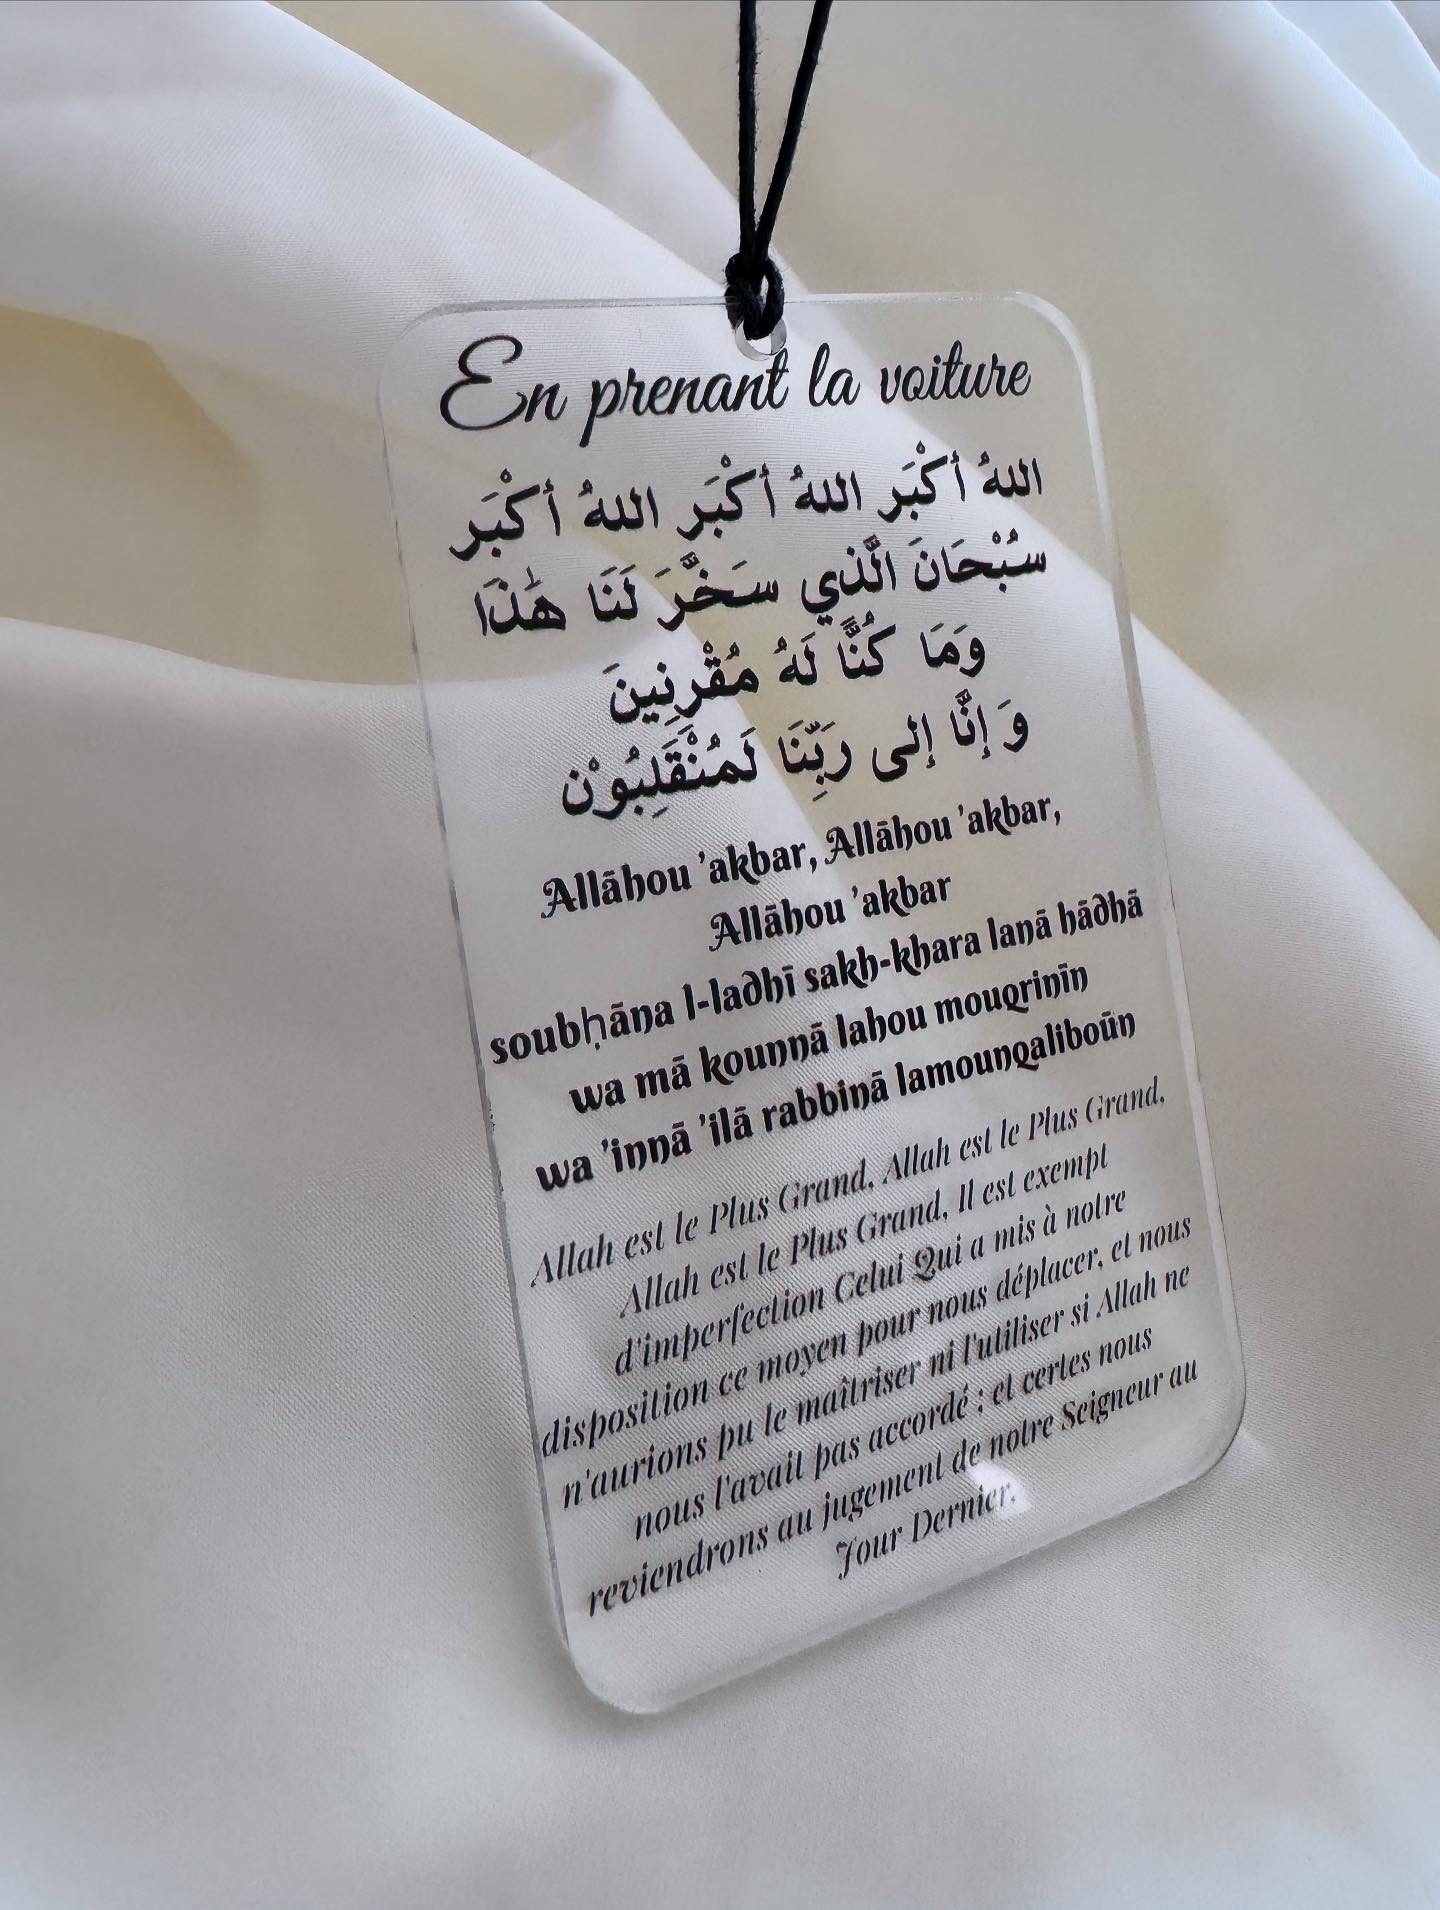 En prenant la voiture
اللهُ أكْبَر اللهُ أكْبَر اللهُ أكْبَر
سُبْحَانَ الَّذي سَخَّرَ لَنَا هَٰذَا
وَمَا كُنَّا لَهُ مُقْرِنِينَ
وَ إنَّا إلى رَبِّنَا لَمُنْقَلِبُوْن
Allāhou 'akbar, Allāhou 'akbar,
Allāhou 'akbar
soubḥāna l-ladhī sakh-khara lanā hādhā
wa mā kounnā lahou mouqrinīn
wa 'innā 'ilā rabbinā lamounqaliboūn
Allah est le Plus Grand, Allah est le Plus Grand,
Allah est le Plus Grand, Il est exempt
d'imperfection Celui Qui a mis à notre
disposition ce moyen pour nous déplacer, et nous
n'aurions pu le maîtriser ni l'utiliser si Allah ne
nous l'avait pas accordé ; et certes nous
reviendrons au jugement de notre Seigneur au
Jour Dernier.